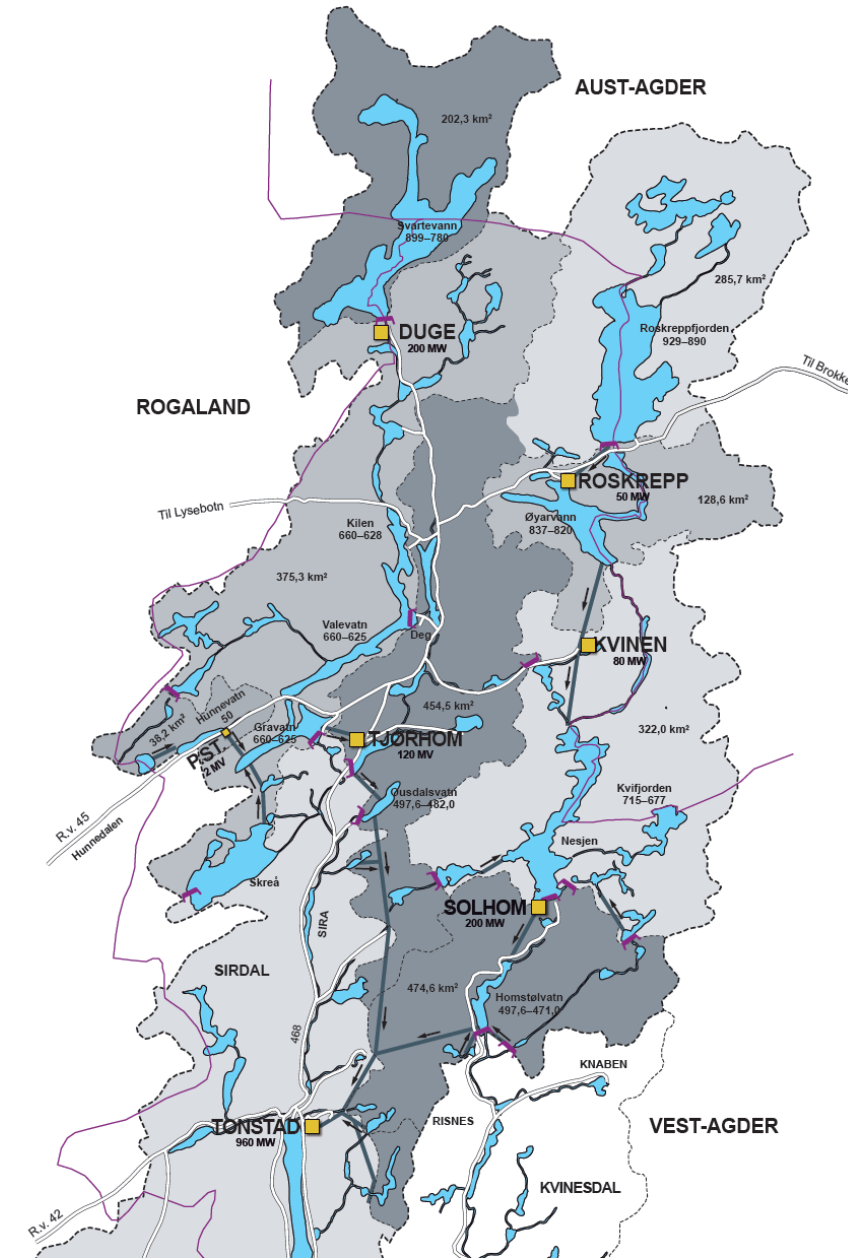 AUST-AGDER
202,3 km²
Svartevann
899–780
285,7 km²
DUGE
200 MW
Roskreppfjorden
929–890
Til Brokke
ROGALAND
ROSKREPP
50 MW
128,6 km²
Til Lysebotn
Kilen
660–628
Øyarvann
837–820
375,3 km²
Valevatn
660–625
Deg
KVINEN
80 MW
Hunnevatn
50
38,2 km²
454,5 km²
322,0 km²
Gravatn
660–625
TJØRHOM
120 MV
P.ST.
2 MV
Ousdalsvatn
497,6–482,0
Kvifjorden
715–677
R.v. 45
Hunnedalen
Nesjen
Skreå
SOLHOM
200 MW
SIRA
SIRDAL
474,6 km²
Homstølvatn
497,6–471,0
468
KNABEN
TONSTAD
960 MW
RISNES
VEST-AGDER
KVINESDAL
R.v. 42